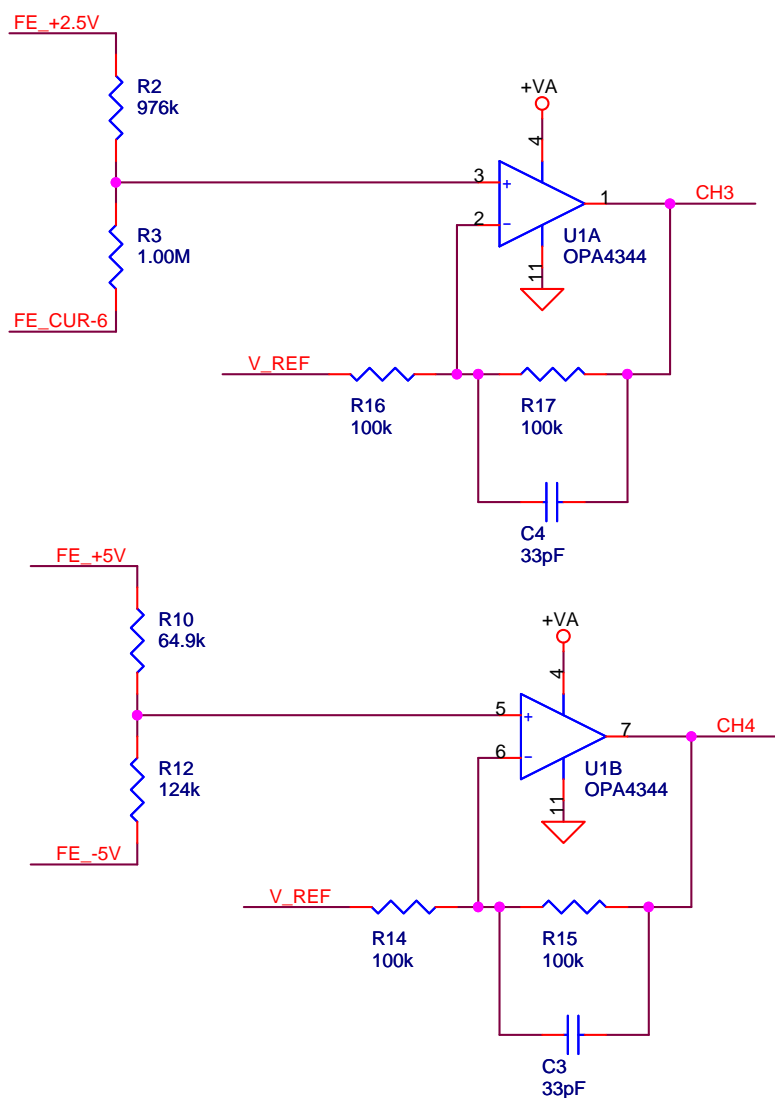 FE_+2.5V
R2
976k
+VA
4
3
+
1
CH3
2
−
R3
1.00M
U1A
OPA4344
11
FE_CUR-6
V_REF
R16
100k
R17
100k
C4
33pF
FE_+5V
R10
64.9k
+VA
4
5
+
7
CH4
6
−
R12
124k
U1B
OPA4344
11
FE_-5V
V_REF
R14
100k
R15
100k
C3
33pF